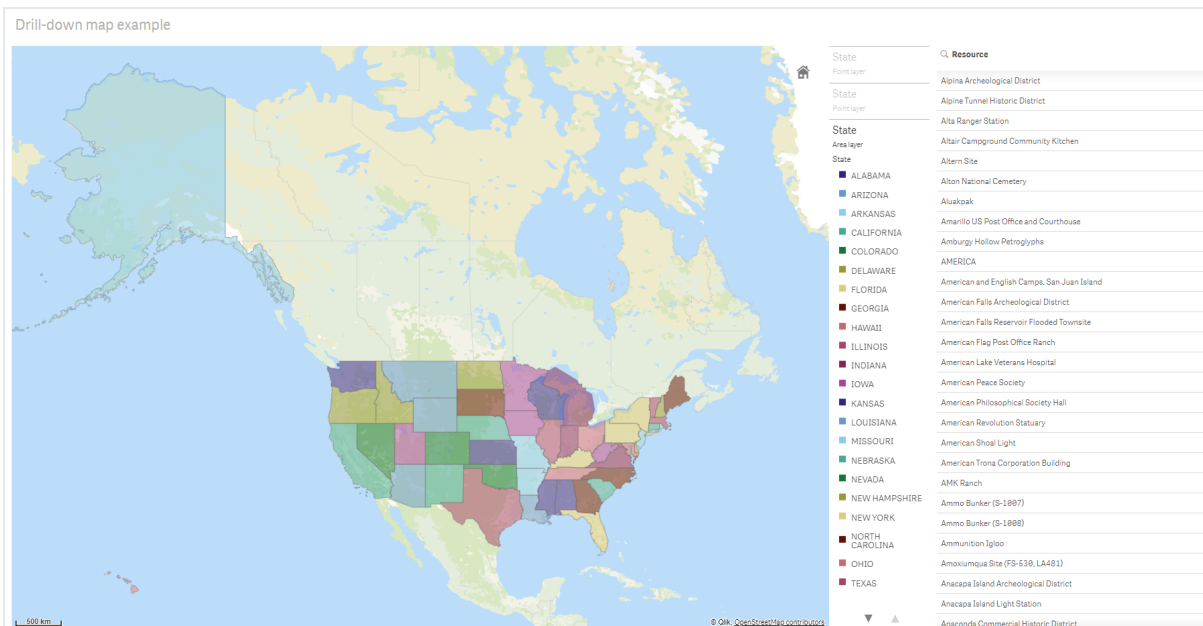 Drill-down map example
State
Point layer
State
Point layer
State
Area layer
State
ALABAMA
ARIZONA
ARKANSAS
CALIFORNIA
COLORADO
DELAWARE
FLORIDA
GEORGIA
HAWAII
ILLINOIS
INDIANA
IOWA
KANSAS
LOUISIANA
MISSOURI
NEBRASKA
NEVADA
NEW HAMPSHIRE
NEW YORK
NORTH
CAROLINA
OHIO
TEXAS
Resource
Alpina Archeological District
Alpine Tunnel Historic District
Alta Ranger Station
Altair Campground Community Kitchen
Altern Site
Alton National Cemetery
Aluakpak
Amarillo US Post Office and Courthouse
Amburgy Hollow Petroglyphs
AMERICA
American and English Camps, San Juan Island
American Falls Archeological District
American Falls Reservoir Flooded Townsite
American Flag Post Office Ranch
American Lake Veterans Hospital
American Peace Society
American Philosophical Society Hall
American Revolution Statuary
American Shoal Light
American Trona Corporation Building
AMK Ranch
Ammo Bunker (S-1007)
Ammo Bunker (S-1008)
Ammunition Igloo
Amoxiumqua Site (FS-530, LA481)
Anacapa Island Archeological District
Anacapa Island Light Station
Anaconda Commercial Historic District
500 km
© Qlik, OpenStreetMap contributors